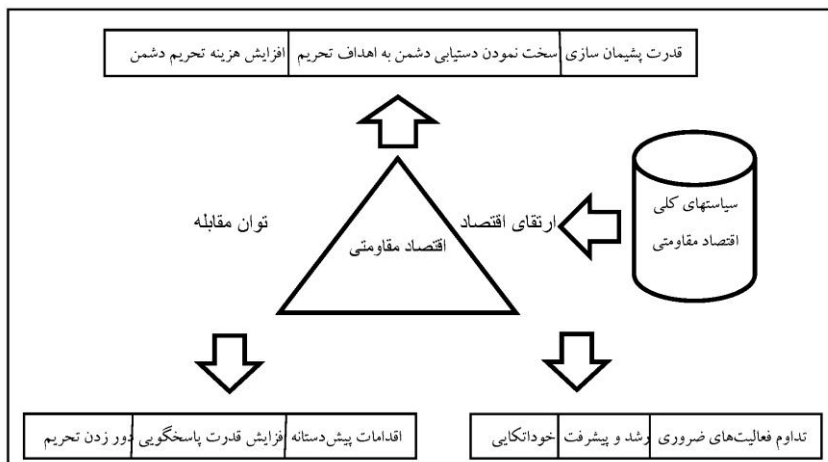 قدرت پشیمان سازی
سخت نمودن دستیابی دشمن به اهداف تحریم
افزایش هزینه تحریم دشمن
سیاستهای کلی
اقتصاد مقاومتی
ارتقای اقتصاد
اقتصاد مقاومتی
توان مقابله
تداوم فعالیت‌های ضروری
رشد و پیشرفت
خوداتکایی
اقدامات پیش‌دستانه
افزایش قدرت پاسخگویی
دور زدن تحریم